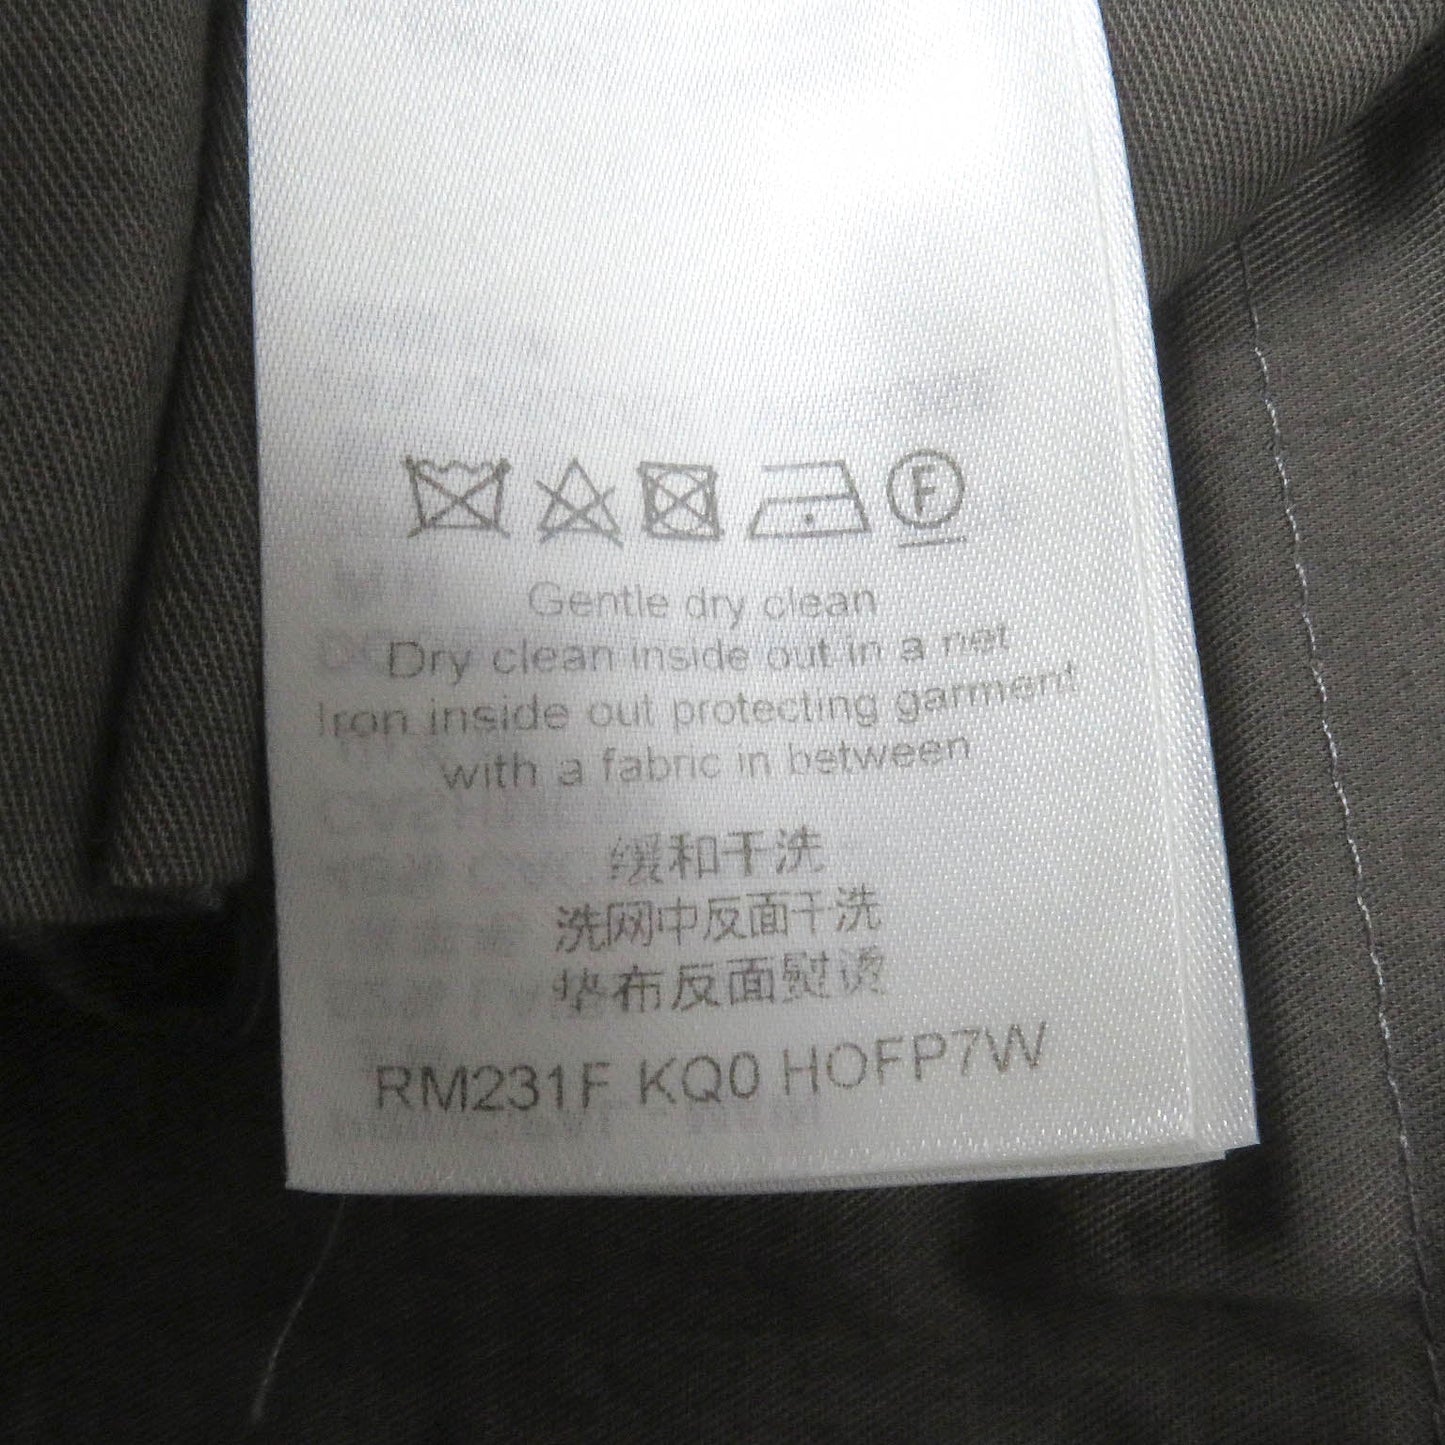 F
Gentle dry clean
Dry clean inside out in a net
Iron inside out protecting garment
with a fabric in between
缓和干洗
洗网中反面干洗
垫布反面熨烫
RM231F KQ0 HOFP7W